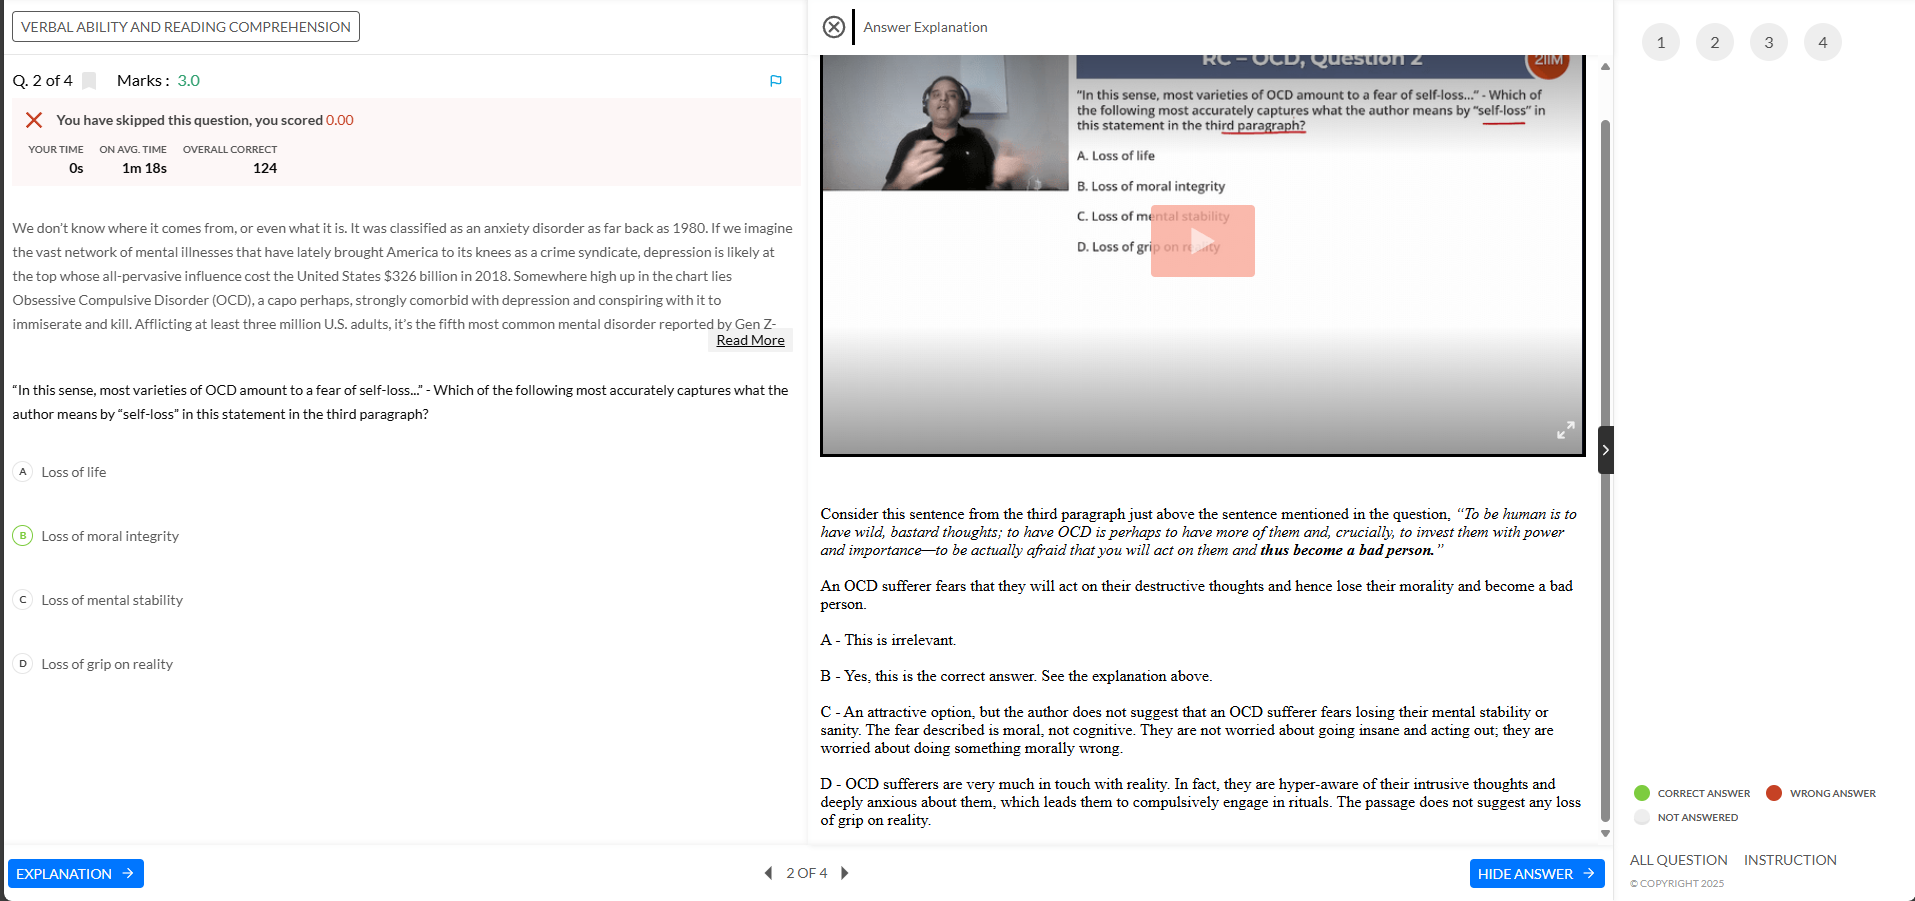 VERBAL ABILITY AND READING COMPREHENSION
Q. 2 of 4
Marks : 3.0
You have skipped this question, you scored 0.00
YOUR TIME ON AVG. TIME OVERALL CORRECT
0s 1m 18s 124
We don't know where it comes from, or even what it is. It was classified as an anxiety disorder as far back as 1980. If we imagine
the vast network of mental illnesses that have lately brought America to its knees as a crime syndicate, depression is likely at
the top whose all-pervasive influence cost the United States $326 billion in 2018. Somewhere high up in the chart lies
Obsessive Compulsive Disorder (OCD), a capo perhaps, strongly comorbid with depression and conspiring with it to
immiserate and kill. Afflicting at least three million U.S. adults, it's the fifth most common mental disorder reported by Gen Z-
Read More
“In this sense, most varieties of OCD amount to a fear of self-loss...” - Which of the following most accurately captures what the
author means by “self-loss” in this statement in the third paragraph?
A Loss of life
B Loss of moral integrity
C Loss of mental stability
D Loss of grip on reality
EXPLANATION
2 OF 4
Answer Explanation
RC – OCD, Question 2
2IIM
“In this sense, most varieties of OCD amount to a fear of self-loss...” - Which of
the following most accurately captures what the author means by “self-loss” in
this statement in the third paragraph?
A. Loss of life
B. Loss of moral integrity
C. Loss of mental stability
D. Loss of grip on reality
Consider this sentence from the third paragraph just above the sentence mentioned in the question, “To be human is to
have wild, bastard thoughts; to have OCD is perhaps to have more of them and, crucially, to invest them with power
and importance—to be actually afraid that you will act on them and thus become a bad person.”
An OCD sufferer fears that they will act on their destructive thoughts and hence lose their morality and become a bad
person.
A - This is irrelevant.
B - Yes, this is the correct answer. See the explanation above.
C - An attractive option, but the author does not suggest that an OCD sufferer fears losing their mental stability or
sanity. The fear described is moral, not cognitive. They are not worried about going insane and acting out; they are
worried about doing something morally wrong.
D - OCD sufferers are very much in touch with reality. In fact, they are hyper-aware of their intrusive thoughts and
deeply anxious about them, which leads them to compulsively engage in rituals. The passage does not suggest any loss
of grip on reality.
HIDE ANSWER
1 2 3 4
CORRECT ANSWER WRONG ANSWER
NOT ANSWERED
ALL QUESTION INSTRUCTION
© COPYRIGHT 2025